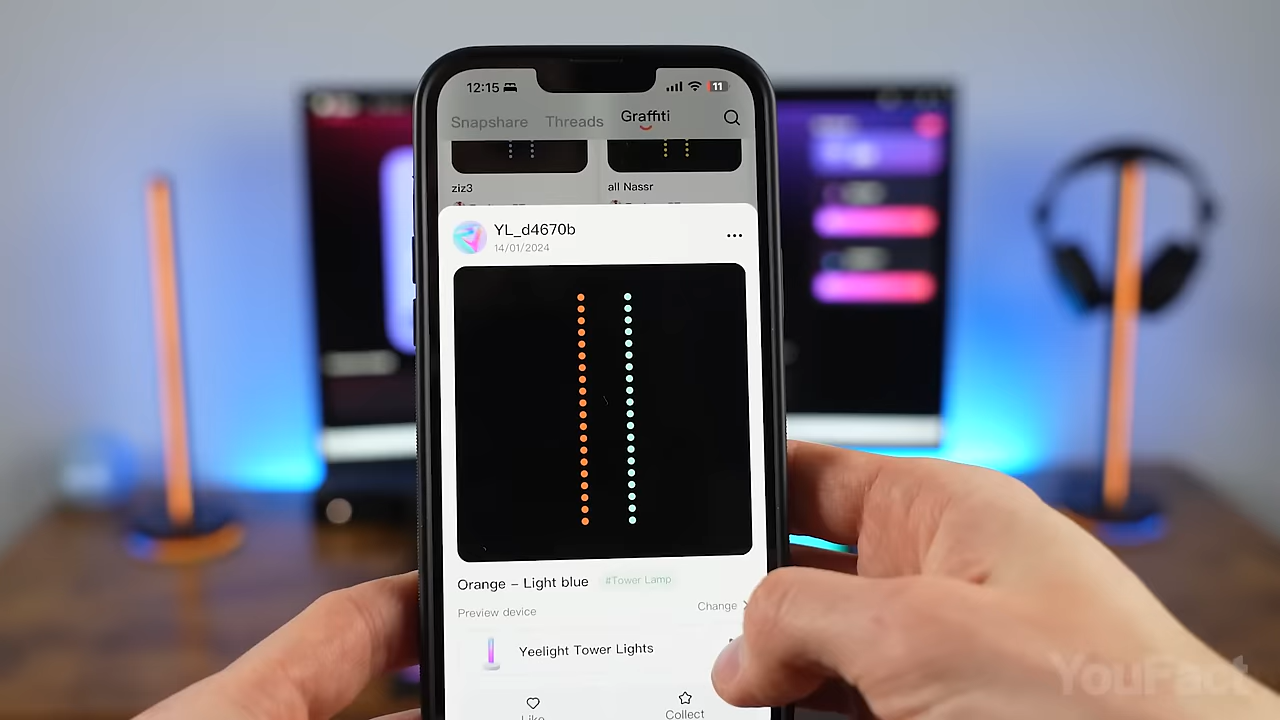 12:15
11
Snapshare Threads Graffiti
ziz3
all Nassr
YL_d4670b
14/01/2024
Orange – Light blue #Tower Lamp
Preview device
Change
Yeelight Tower Lights
Like
Collect
YouFact